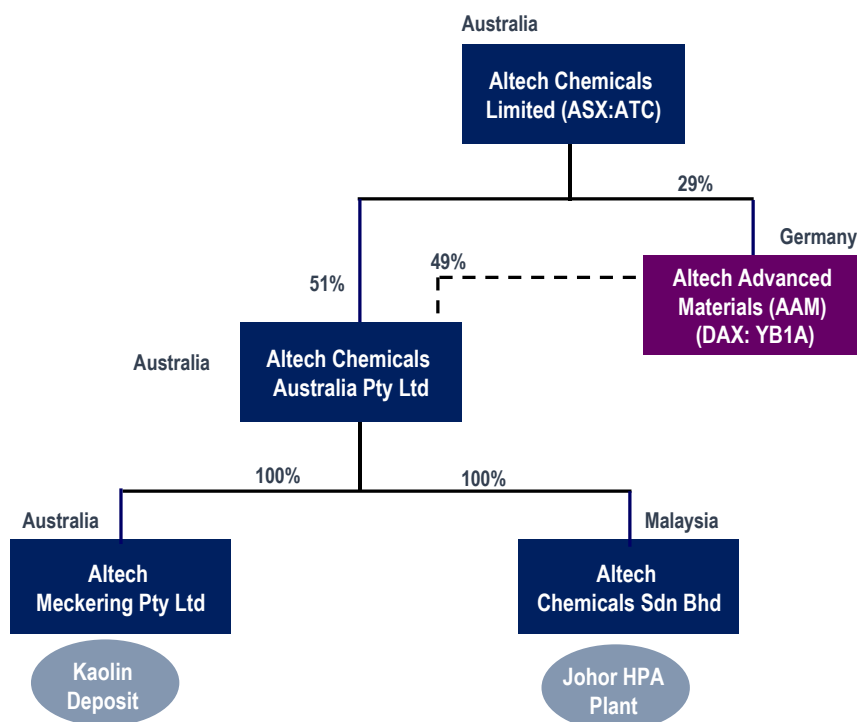 Australia
Altech Chemicals
Limited (ASX:ATC)
29%
Germany
49%
51%
Altech Advanced
Materials (AAM)
(DAX: YB1A)
Australia
Altech Chemicals
Australia Pty Ltd
100%
100%
Australia
Malaysia
Altech
Meckering Pty Ltd
Altech
Chemicals Sdn Bhd
Kaolin
Deposit
Johor HPA
Plant